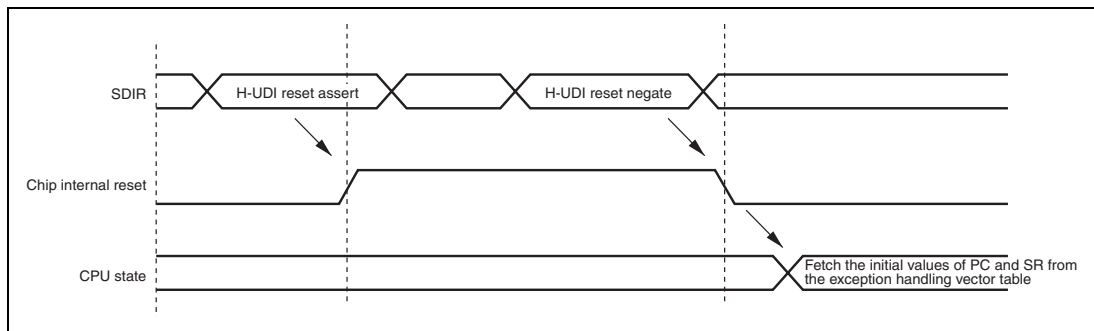 SDIR
H-UDI reset assert
H-UDI reset negate
Chip internal reset
CPU state
Fetch the initial values of PC and SR from
the exception handling vector table